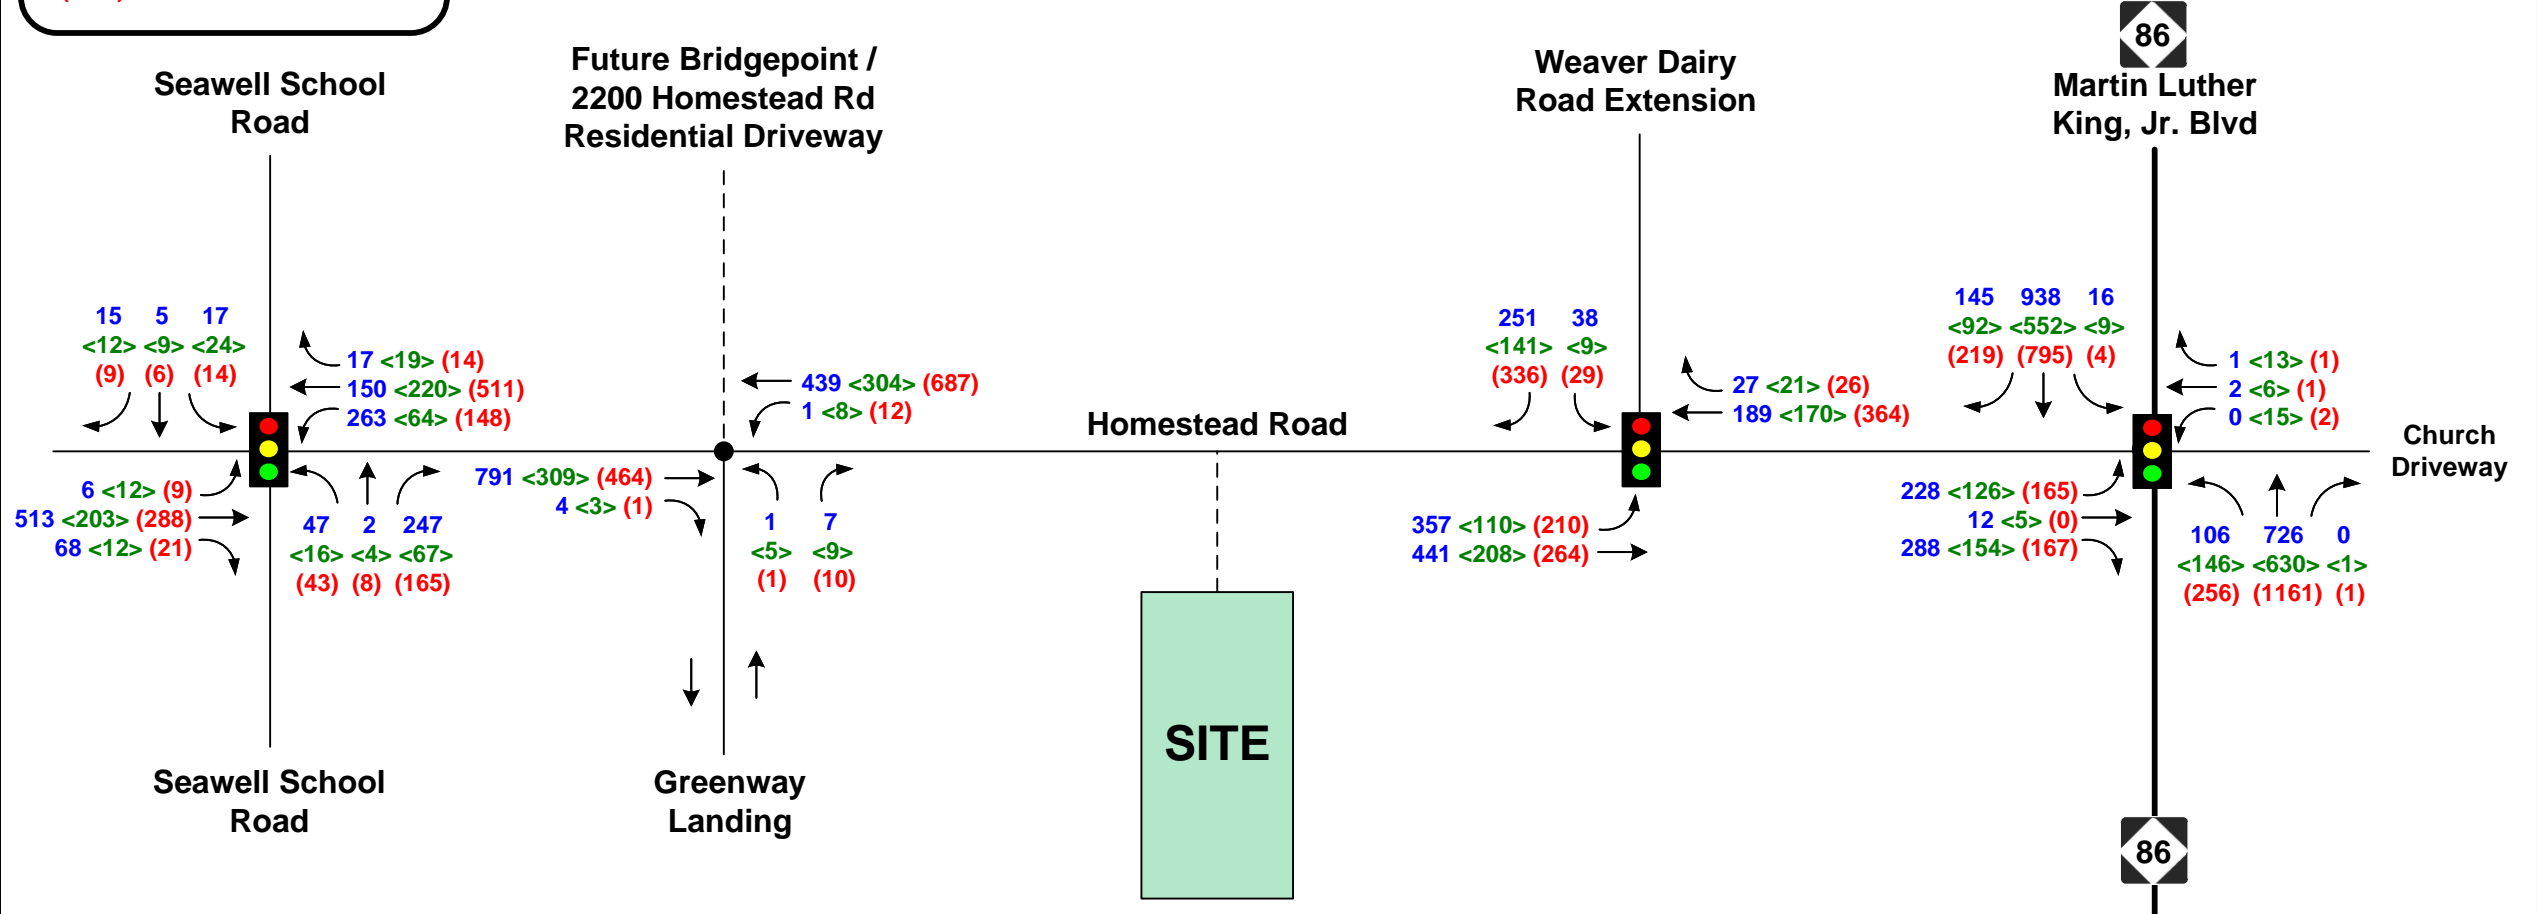 86
Seawell School
Road
Future Bridgepoint /
2200 Homestead Rd
Residential Driveway
Weaver Dairy
Road Extension
Martin Luther
King, Jr. Blvd
15 5 17
<12> <9> <24>
(9) (6) (14)
17 <19> (14)
150 <220> (511)
263 <64> (148)
6 <12> (9)
513 <203> (288)
68 <12> (21)
47 2 247
<16> <4> <67>
(43) (8) (165)
439 <304> (687)
1 <8> (12)
791 <309> (464)
4 <3> (1)
1 7
<5> <9>
(1) (10)
Homestead Road
251 38
<141> <9>
(336) (29)
27 <21> (26)
189 <170> (364)
357 <110> (210)
441 <208> (264)
145 938 16
<92> <552> <9>
(219) (795) (4)
1 <13> (1)
2 <6> (1)
0 <15> (2)
228 <126> (165)
12 <5> (0)
288 <154> (167)
106 726 0
<146> <630> <1>
(256) (1161) (1)
Church
Driveway
SITE
Seawell School
Road
Greenway
Landing
86